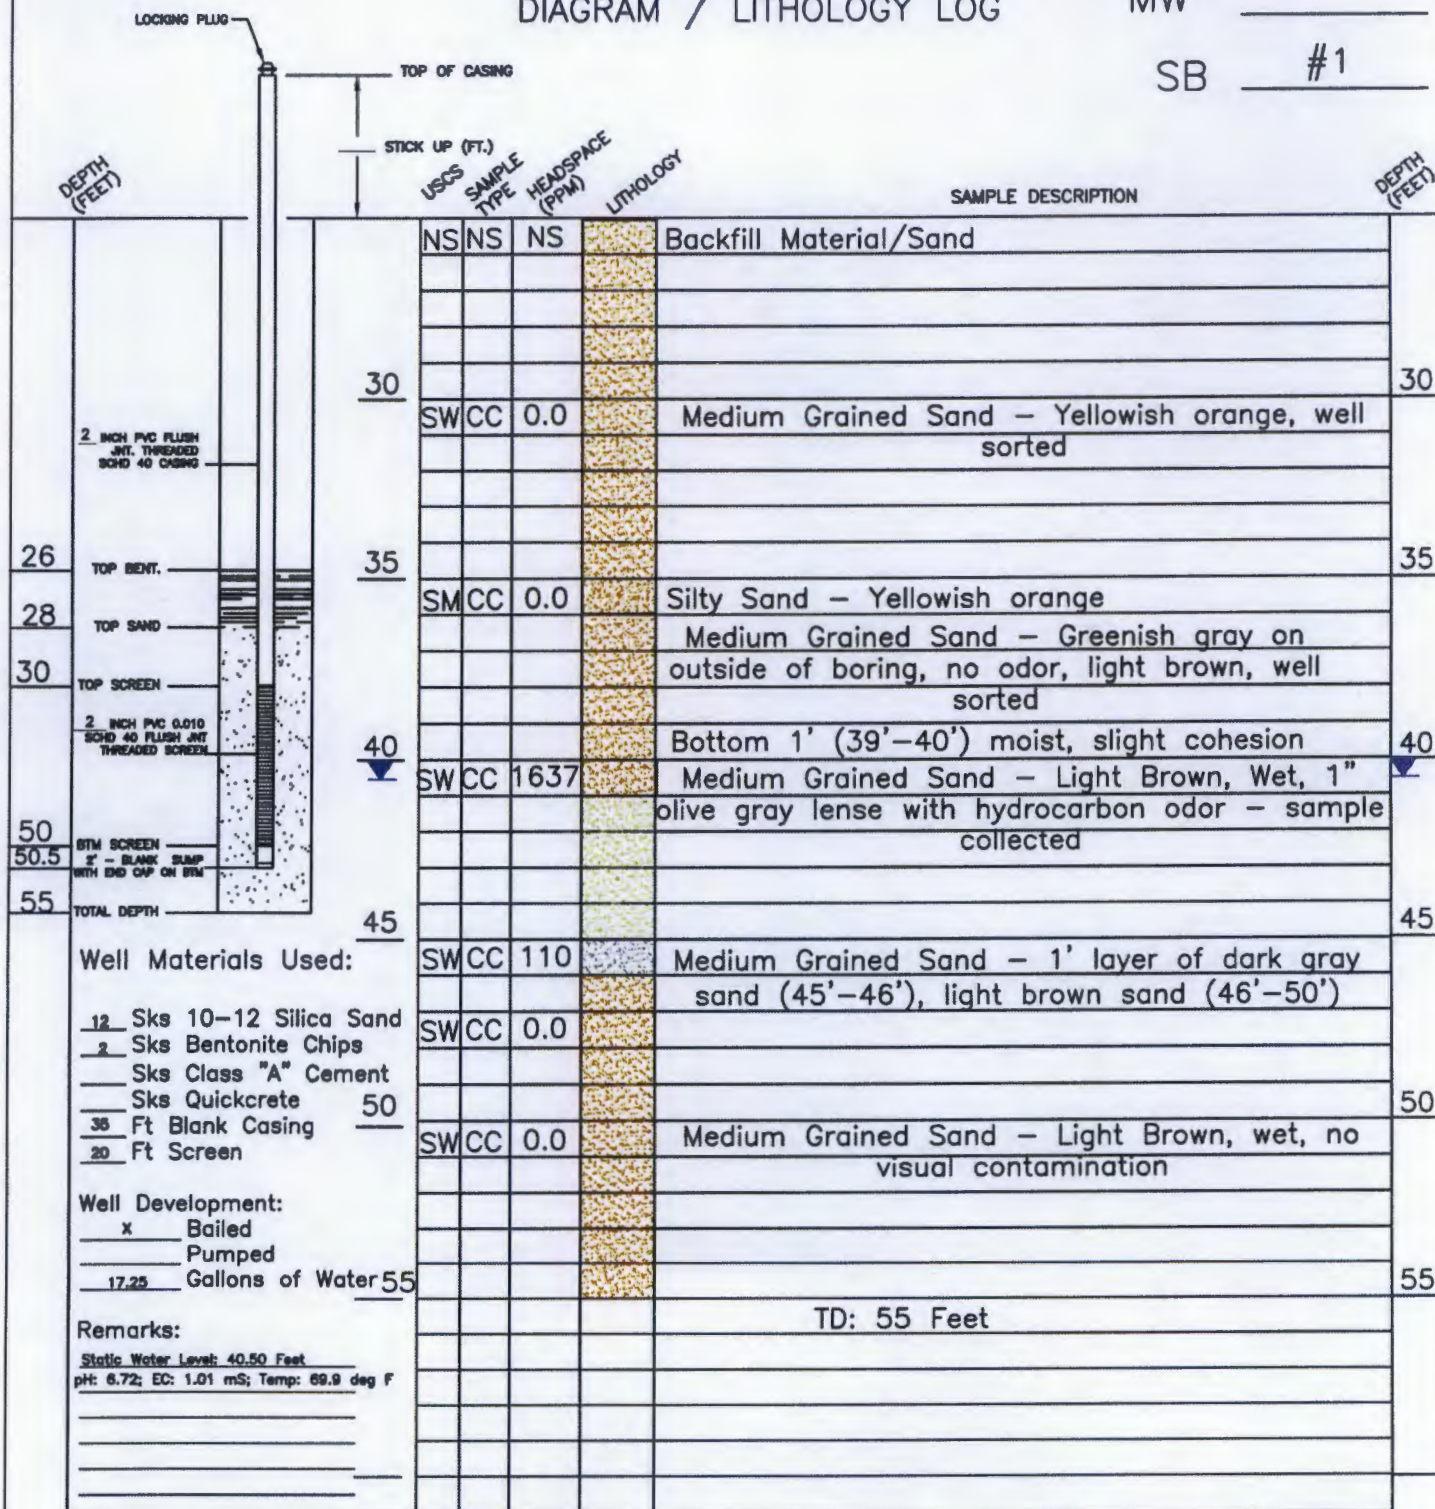 DIAGRAM / LITHOLOGY LOG
MW
SB #1
LOCKING PLUG
TOP OF CASING
STICK UP (FT.)
DEPTH (FEET)
USCS
SAMPLE TYPE
HEADSPACE (PPM)
LITHOLOGY
SAMPLE DESCRIPTION
DEPTH (FEET)
NS NS NS Backfill Material/Sand
30 30
SW CC 0.0 Medium Grained Sand – Yellowish orange, well
sorted
2 INCH PVC FLUSH
JNT. THREADED
SCHD 40 CASING
26 TOP BENT.
35 35
SM CC 0.0 Silty Sand – Yellowish orange
28 TOP SAND
Medium Grained Sand – Greenish gray on
outside of boring, no odor, light brown, well
sorted
30 TOP SCREEN
2 INCH PVC 0.010
SCHD 40 FLUSH JNT
THREADED SCREEN
Bottom 1' (39'–40') moist, slight cohesion
40 40
SW CC 1637 Medium Grained Sand – Light Brown, Wet, 1"
olive gray lense with hydrocarbon odor – sample
collected
50 BTM SCREEN
50.5 2' – BLANK SUMP
WITH END CAP ON BTM
55 TOTAL DEPTH
45 45
SW CC 110 Medium Grained Sand – 1' layer of dark gray
sand (45'–46'), light brown sand (46'–50')
SW CC 0.0
50 50
SW CC 0.0 Medium Grained Sand – Light Brown, wet, no
visual contamination
55 55
TD: 55 Feet
Well Materials Used:
12 Sks 10–12 Silica Sand
2 Sks Bentonite Chips
Sks Class "A" Cement
Sks Quickcrete
Ft Blank Casing
20 Ft Screen
Well Development:
x Bailed
Pumped
17.25 Gallons of Water
Remarks:
Static Water Level: 40.50 Feet
pH: 6.72; EC: 1.01 mS; Temp: 69.9 deg F